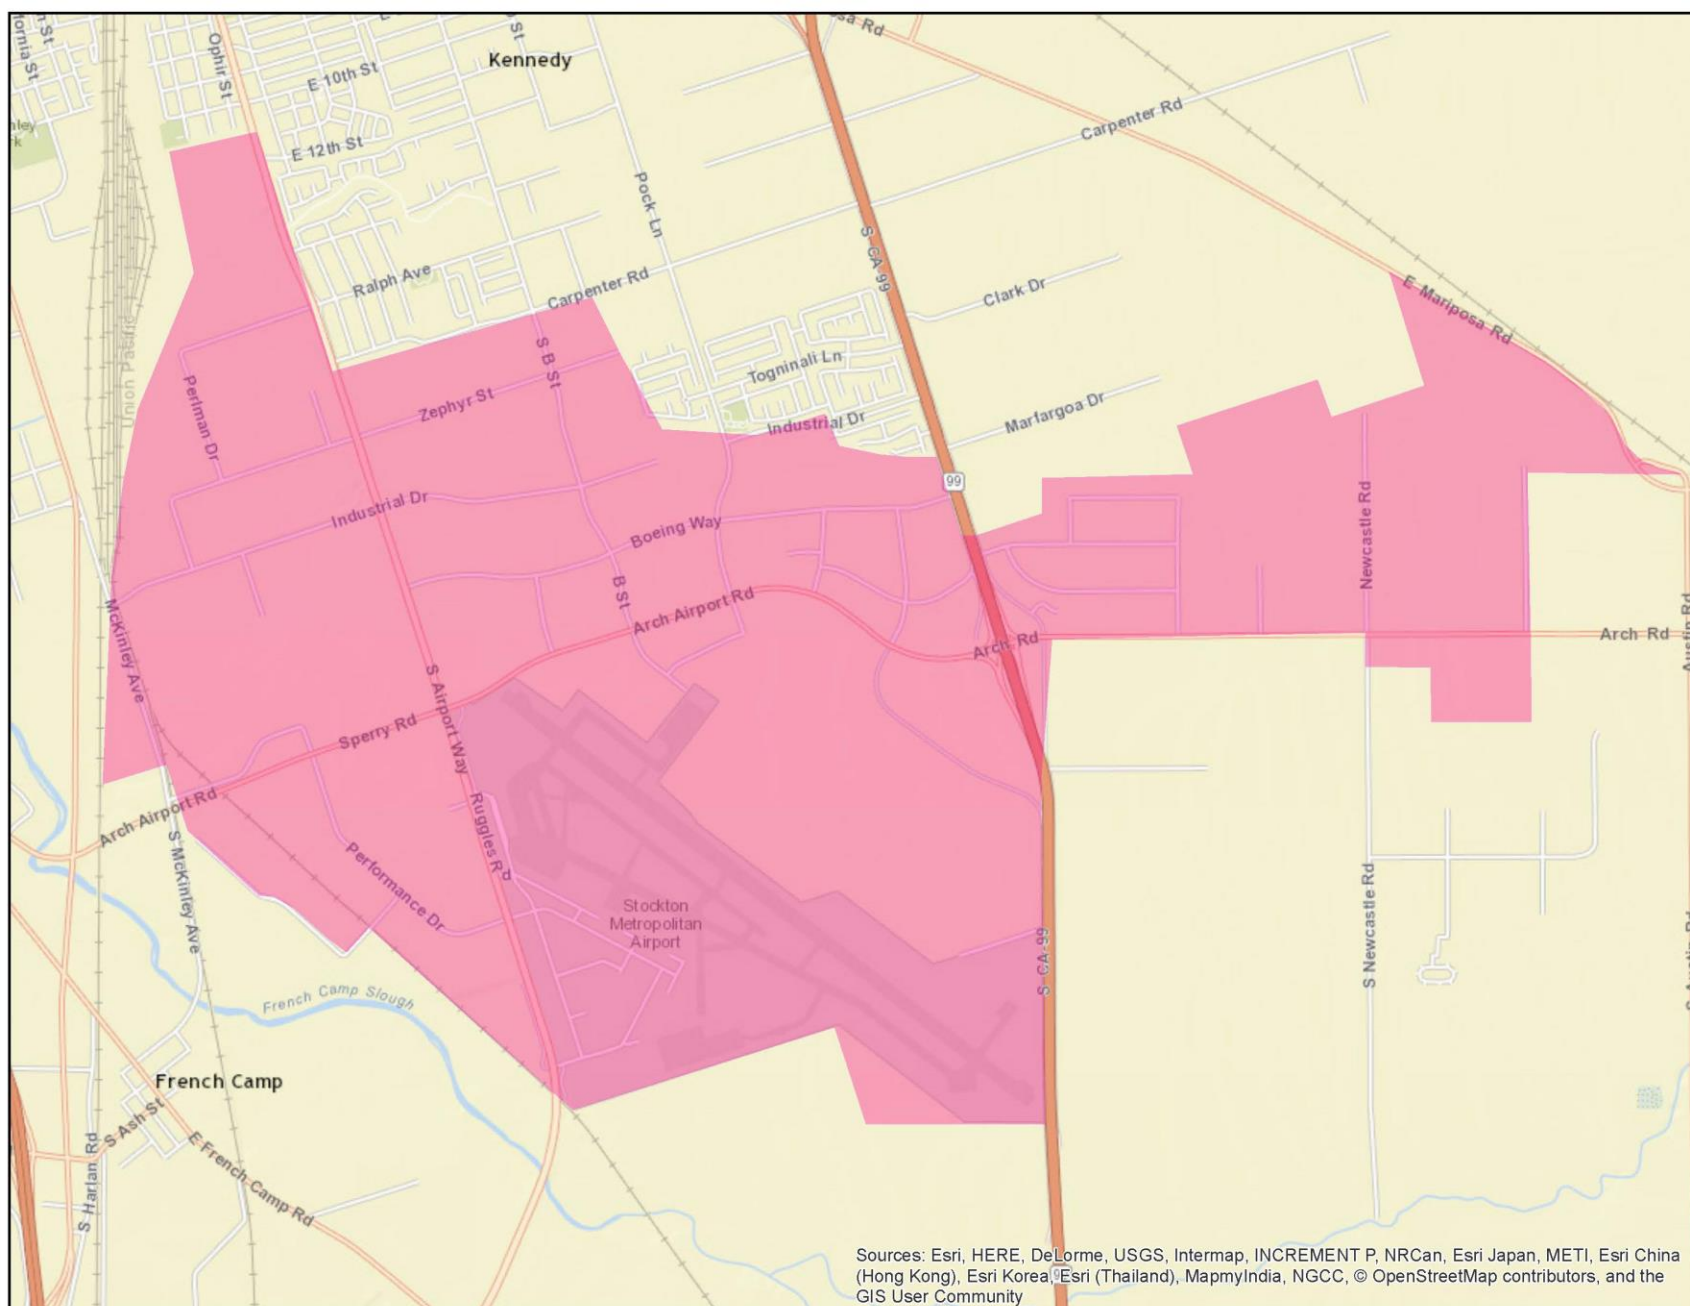 Ophir St
E 10th St
Kennedy
E 12th St
Pock Ln
S CA-99
Carpenter Rd
Ralph Ave
Carpenter Rd
Clark Dr
E Mariposa Rd
Union Pacific
S B St
Togninali Ln
Perlman Dr
Zephyr St
Industrial Dr
Marfargoa Dr
99
Industrial Dr
Boeing Way
Newcastle Rd
B St
Arch Airport Rd
McKinley Ave
Arch Rd
Arch Rd
Austin Rd
S Airport Way
Sperry Rd
Arch Airport Rd
Ruggles Rd
S McKinley Ave
Performance Dr
Stockton
Metropolitan
Airport
S CA-99
S Newcastle Rd
S Austin Rd
French Camp Slough
French Camp
S Ash St
S Harlan Rd
E French Camp Rd
Sources: Esri, HERE, DeLorme, USGS, Intermap, INCREMENT P, NRCan, Esri Japan, METI, Esri China
(Hong Kong), Esri Korea, Esri (Thailand), MapmyIndia, NGCC, © OpenStreetMap contributors, and the
GIS User Community